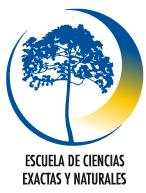 ESCUELA DE CIENCIAS
EXACTAS Y NATURALES